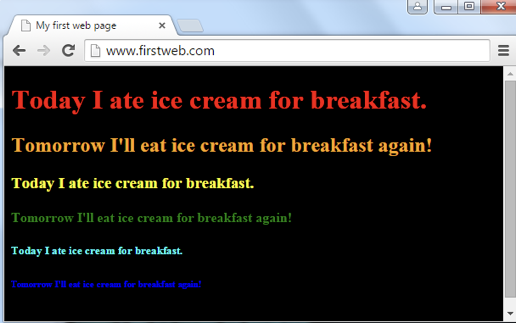 My first web page
www.firstweb.com
Today I ate ice cream for breakfast.
Tomorrow I'll eat ice cream for breakfast again!
Today I ate ice cream for breakfast.
Tomorrow I'll eat ice cream for breakfast again!
Today I ate ice cream for breakfast.
Tomorrow I'll eat ice cream for breakfast again!